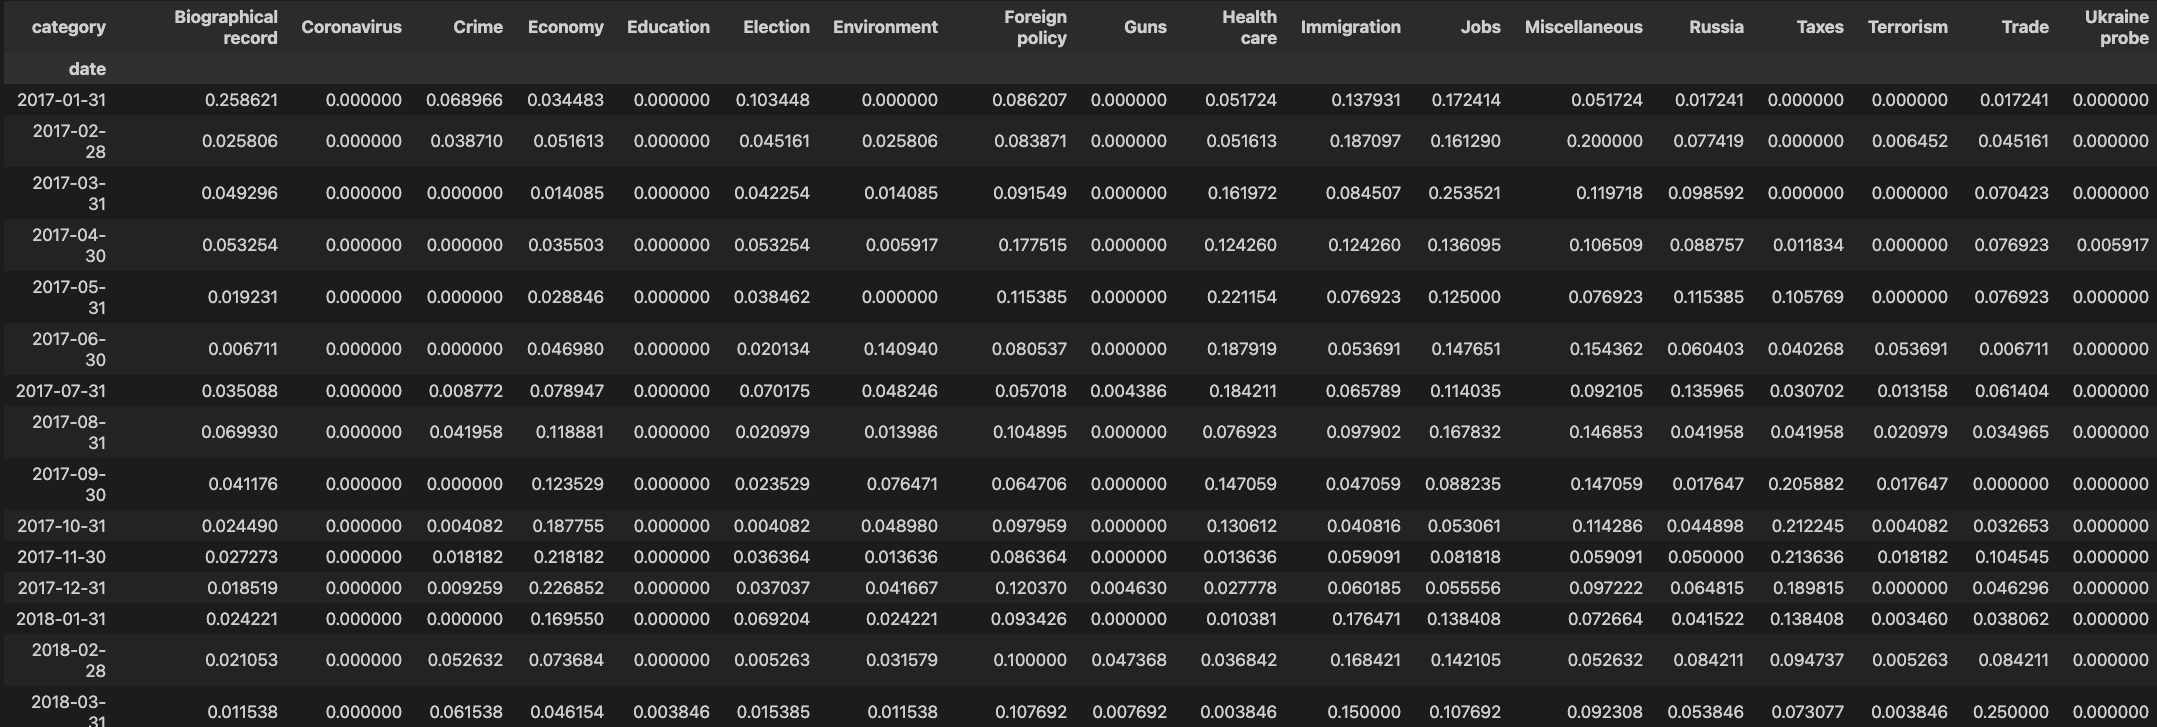 category Biographical record Coronavirus Crime Economy Education Election Environment Foreign policy Guns Health care Immigration Jobs Miscellaneous Russia Taxes Terrorism Trade Ukraine probe
date
2017-01-31 0.258621 0.000000 0.068966 0.034483 0.000000 0.103448 0.000000 0.086207 0.000000 0.051724 0.137931 0.172414 0.051724 0.017241 0.000000 0.000000 0.017241 0.000000
2017-02-28 0.025806 0.000000 0.038710 0.051613 0.000000 0.045161 0.025806 0.083871 0.000000 0.051613 0.187097 0.161290 0.200000 0.077419 0.000000 0.006452 0.045161 0.000000
2017-03-31 0.049296 0.000000 0.000000 0.014085 0.000000 0.042254 0.014085 0.091549 0.000000 0.161972 0.084507 0.253521 0.119718 0.098592 0.000000 0.000000 0.070423 0.000000
2017-04-30 0.053254 0.000000 0.000000 0.035503 0.000000 0.053254 0.005917 0.177515 0.000000 0.124260 0.124260 0.136095 0.106509 0.088757 0.011834 0.000000 0.076923 0.005917
2017-05-31 0.019231 0.000000 0.000000 0.028846 0.000000 0.038462 0.000000 0.115385 0.000000 0.221154 0.076923 0.125000 0.076923 0.115385 0.105769 0.000000 0.076923 0.000000
2017-06-30 0.006711 0.000000 0.000000 0.046980 0.000000 0.020134 0.140940 0.080537 0.000000 0.187919 0.053691 0.147651 0.154362 0.060403 0.040268 0.053691 0.006711 0.000000
2017-07-31 0.035088 0.000000 0.008772 0.078947 0.000000 0.070175 0.048246 0.057018 0.004386 0.184211 0.065789 0.114035 0.092105 0.135965 0.030702 0.013158 0.061404 0.000000
2017-08-31 0.069930 0.000000 0.041958 0.118881 0.000000 0.020979 0.013986 0.104895 0.000000 0.076923 0.097902 0.167832 0.146853 0.041958 0.041958 0.020979 0.034965 0.000000
2017-09-30 0.041176 0.000000 0.000000 0.123529 0.000000 0.023529 0.076471 0.064706 0.000000 0.147059 0.047059 0.088235 0.147059 0.017647 0.205882 0.017647 0.000000 0.000000
2017-10-31 0.024490 0.000000 0.004082 0.187755 0.000000 0.004082 0.048980 0.097959 0.000000 0.130612 0.040816 0.053061 0.114286 0.044898 0.212245 0.004082 0.032653 0.000000
2017-11-30 0.027273 0.000000 0.018182 0.218182 0.000000 0.036364 0.013636 0.086364 0.000000 0.013636 0.059091 0.081818 0.059091 0.050000 0.213636 0.018182 0.104545 0.000000
2017-12-31 0.018519 0.000000 0.009259 0.226852 0.000000 0.037037 0.041667 0.120370 0.004630 0.027778 0.060185 0.055556 0.097222 0.064815 0.189815 0.000000 0.046296 0.000000
2018-01-31 0.024221 0.000000 0.000000 0.169550 0.000000 0.069204 0.024221 0.093426 0.000000 0.010381 0.176471 0.138408 0.072664 0.041522 0.138408 0.003460 0.038062 0.000000
2018-02-28 0.021053 0.000000 0.052632 0.073684 0.000000 0.005263 0.031579 0.100000 0.047368 0.036842 0.168421 0.142105 0.052632 0.084211 0.094737 0.005263 0.084211 0.000000
2018-03-31 0.011538 0.000000 0.061538 0.046154 0.003846 0.015385 0.011538 0.107692 0.007692 0.003846 0.150000 0.107692 0.092308 0.053846 0.073077 0.003846 0.250000 0.000000